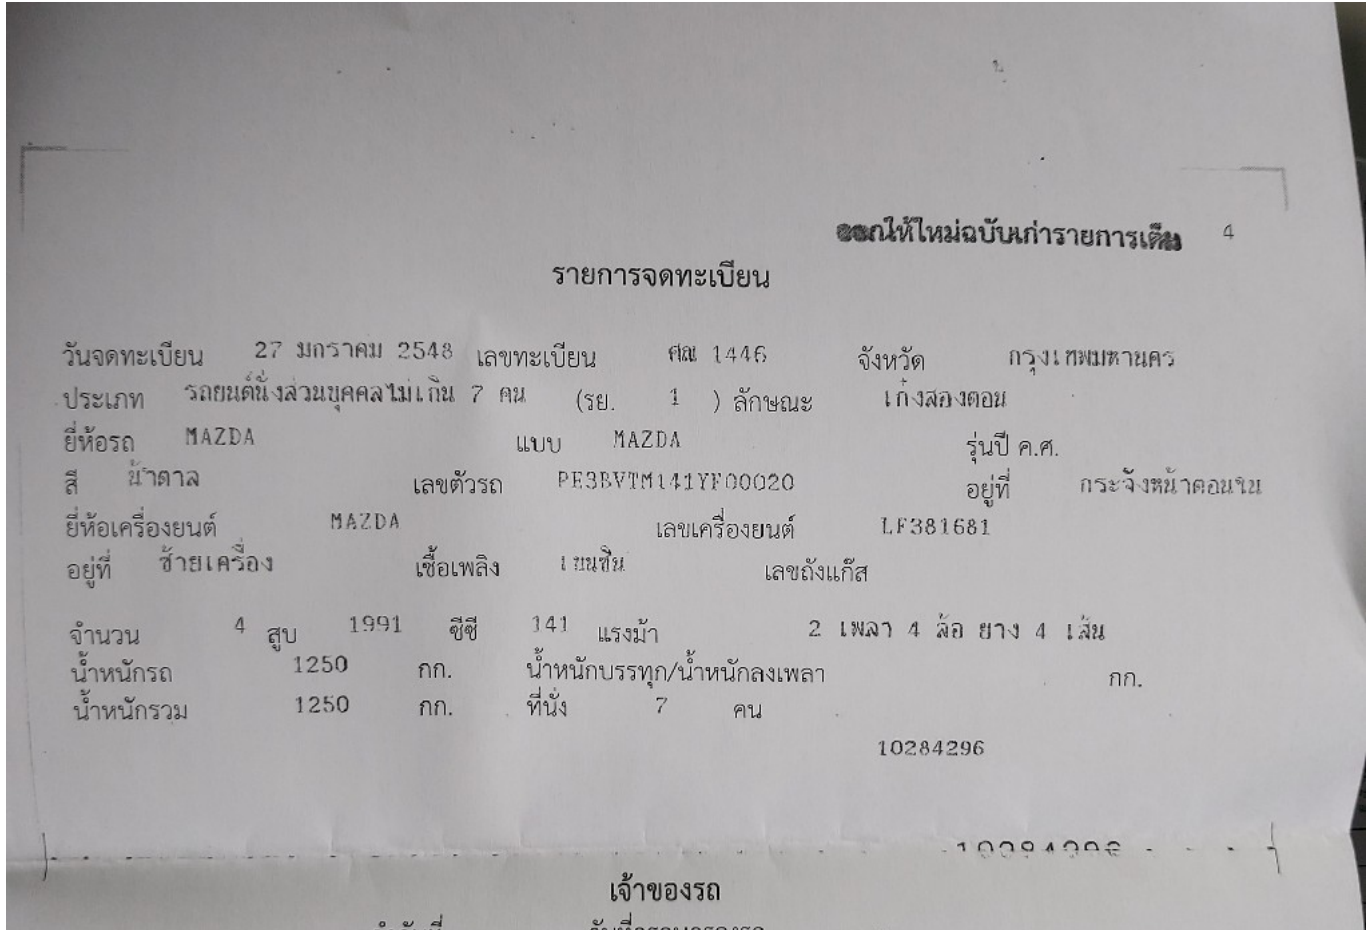 ออกให้ใหม่ฉบับเก่ารายการเต็ม 4
รายการจดทะเบียน
วันจดทะเบียน 27 มกราคม 2548 เลขทะเบียน ศฌ 1446 จังหวัด กรุงเทพมหานคร
ประเภท รถยนต์นั่งส่วนบุคคลไม่เกิน 7 คน (รย. 1 ) ลักษณะ เก๋งสองตอน
ยี่ห้อรถ MAZDA แบบ MAZDA รุ่นปี ค.ศ.
สี น้ำตาล เลขตัวรถ PE3BVTM141YF00020 อยู่ที่ กระจังหน้าตอนใน
ยี่ห้อเครื่องยนต์ MAZDA เลขเครื่องยนต์ LF381681
อยู่ที่ ซ้ายเครื่อง เชื้อเพลิง เบนซิน เลขถังแก๊ส
จำนวน 4 สูบ 1991 ซีซี 141 แรงม้า 2 เพลา 4 ล้อ ยาง 4 เส้น
น้ำหนักรถ 1250 กก. น้ำหนักบรรทุก/น้ำหนักลงเพลา กก.
น้ำหนักรวม 1250 กก. ที่นั่ง 7 คน
10284296
10284296
เจ้าของรถ